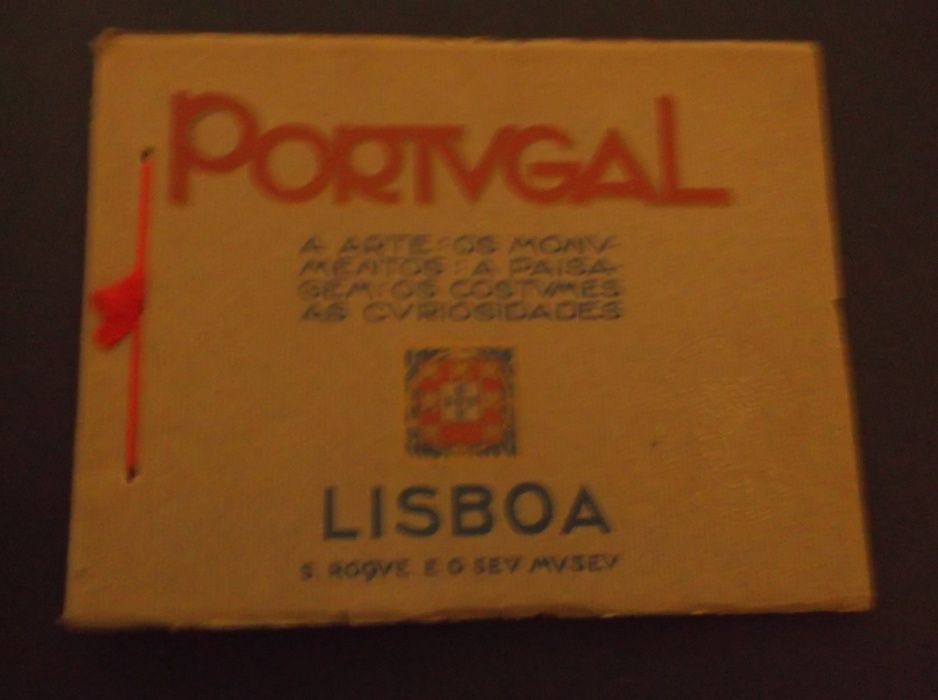 PORTVGAL
A ARTE : OS MONV-
MENTOS : A PAISA-
GEM : OS COSTVMES
AS CVRIOSIDADES
LISBOA
S. ROQVE E O SEV MVSEV